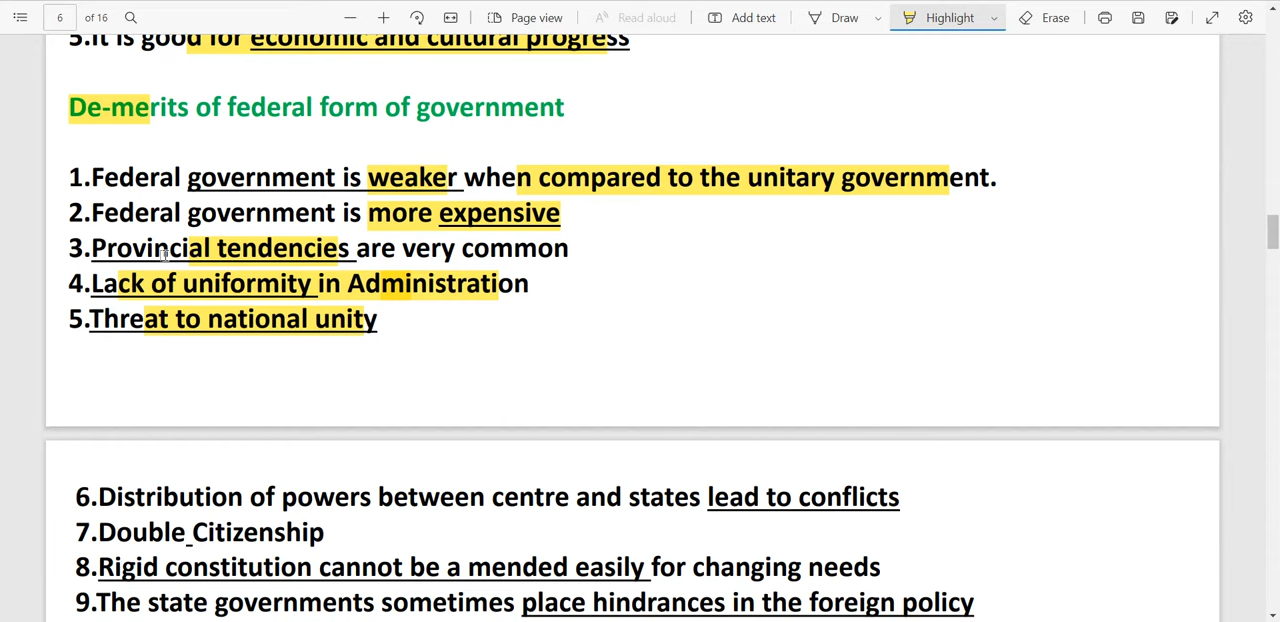 6 of 16 Page view Read aloud Add text Draw Highlight Erase
5.It is good for economic and cultural progress
De-merits of federal form of government
1.Federal government is weaker when compared to the unitary government.
2.Federal government is more expensive
3.Provincial tendencies are very common
4.Lack of uniformity in Administration
5.Threat to national unity
6.Distribution of powers between centre and states lead to conflicts
7.Double Citizenship
8.Rigid constitution cannot be a mended easily for changing needs
9.The state governments sometimes place hindrances in the foreign policy